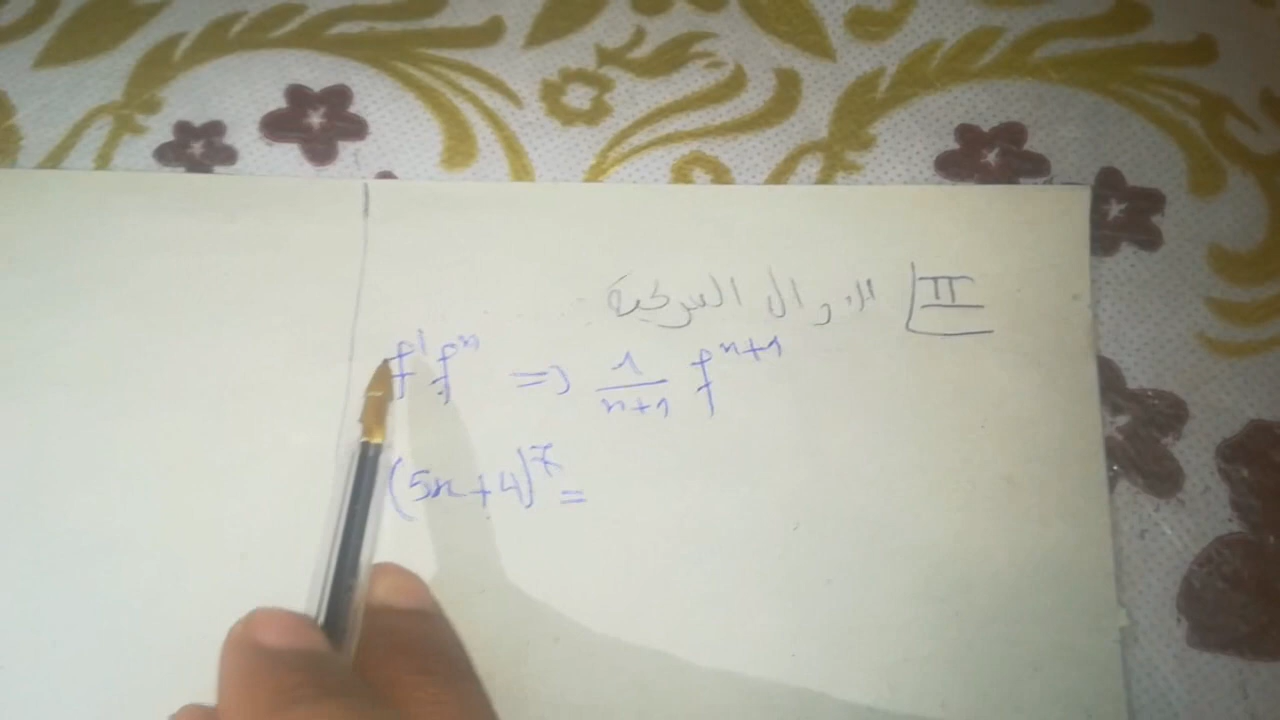 II الدوال المركبة
f' f^n => 1/(n+1) f^(n+1)
(5x+4)^7 =